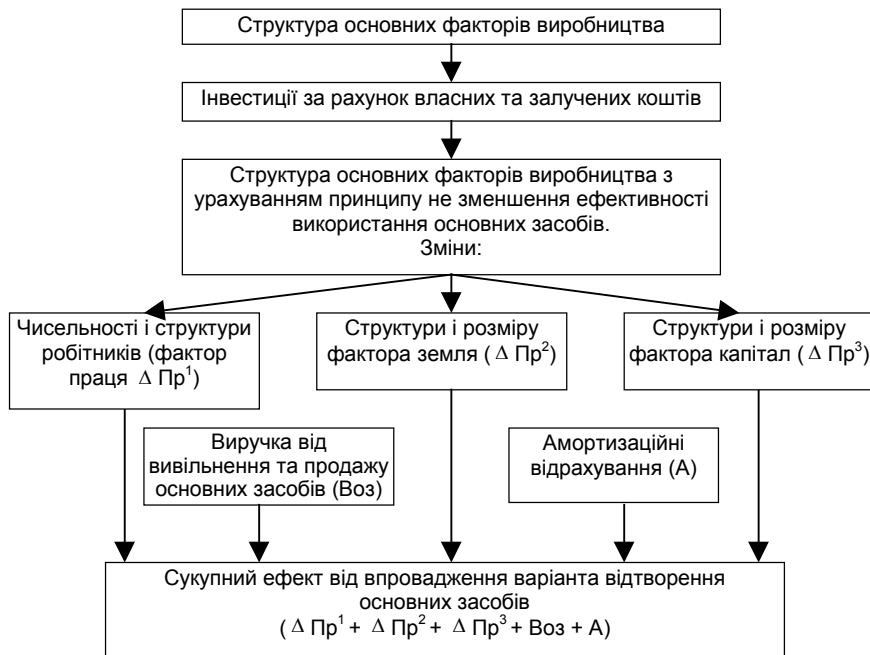 Структура основних факторів виробництва
Інвестиції за рахунок власних та залучених коштів
Структура основних факторів виробництва з
урахуванням принципу не зменшення ефективності
використання основних засобів.
Зміни:
Чисельності і структури
робітників (фактор
праця Δ Пр¹)
Структури і розміру
фактора земля ( Δ Пр²)
Структури і розміру
фактора капітал ( Δ Пр³)
Виручка від
вивільнення та продажу
основних засобів (Воз)
Амортизаційні
відрахування (А)
Сукупний ефект від впровадження варіанта відтворення
основних засобів
( Δ Пр¹ + Δ Пр² + Δ Пр³ + Воз + А)